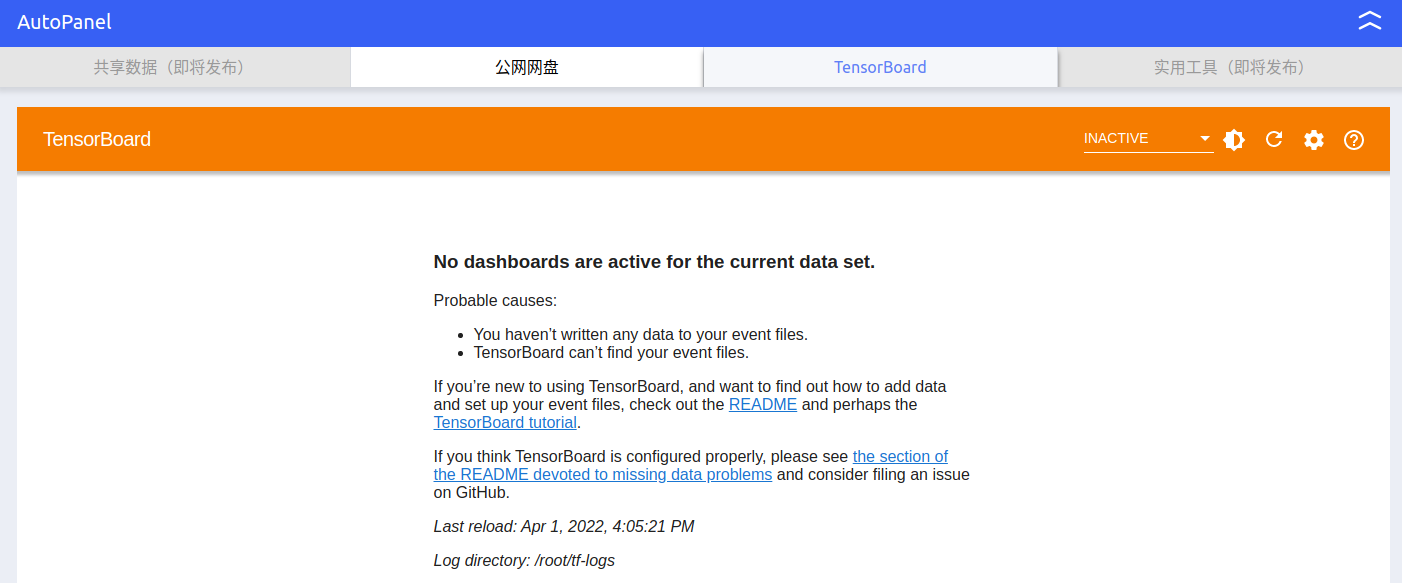 AutoPanel
共享数据（即将发布）
公网网盘
TensorBoard
实用工具（即将发布）
TensorBoard
INACTIVE
No dashboards are active for the current data set.
Probable causes:
• You haven’t written any data to your event files.
• TensorBoard can’t find your event files.
If you’re new to using TensorBoard, and want to find out how to add data
and set up your event files, check out the README and perhaps the
TensorBoard tutorial.
If you think TensorBoard is configured properly, please see the section of
the README devoted to missing data problems and consider filing an issue
on GitHub.
Last reload: Apr 1, 2022, 4:05:21 PM
Log directory: /root/tf-logs